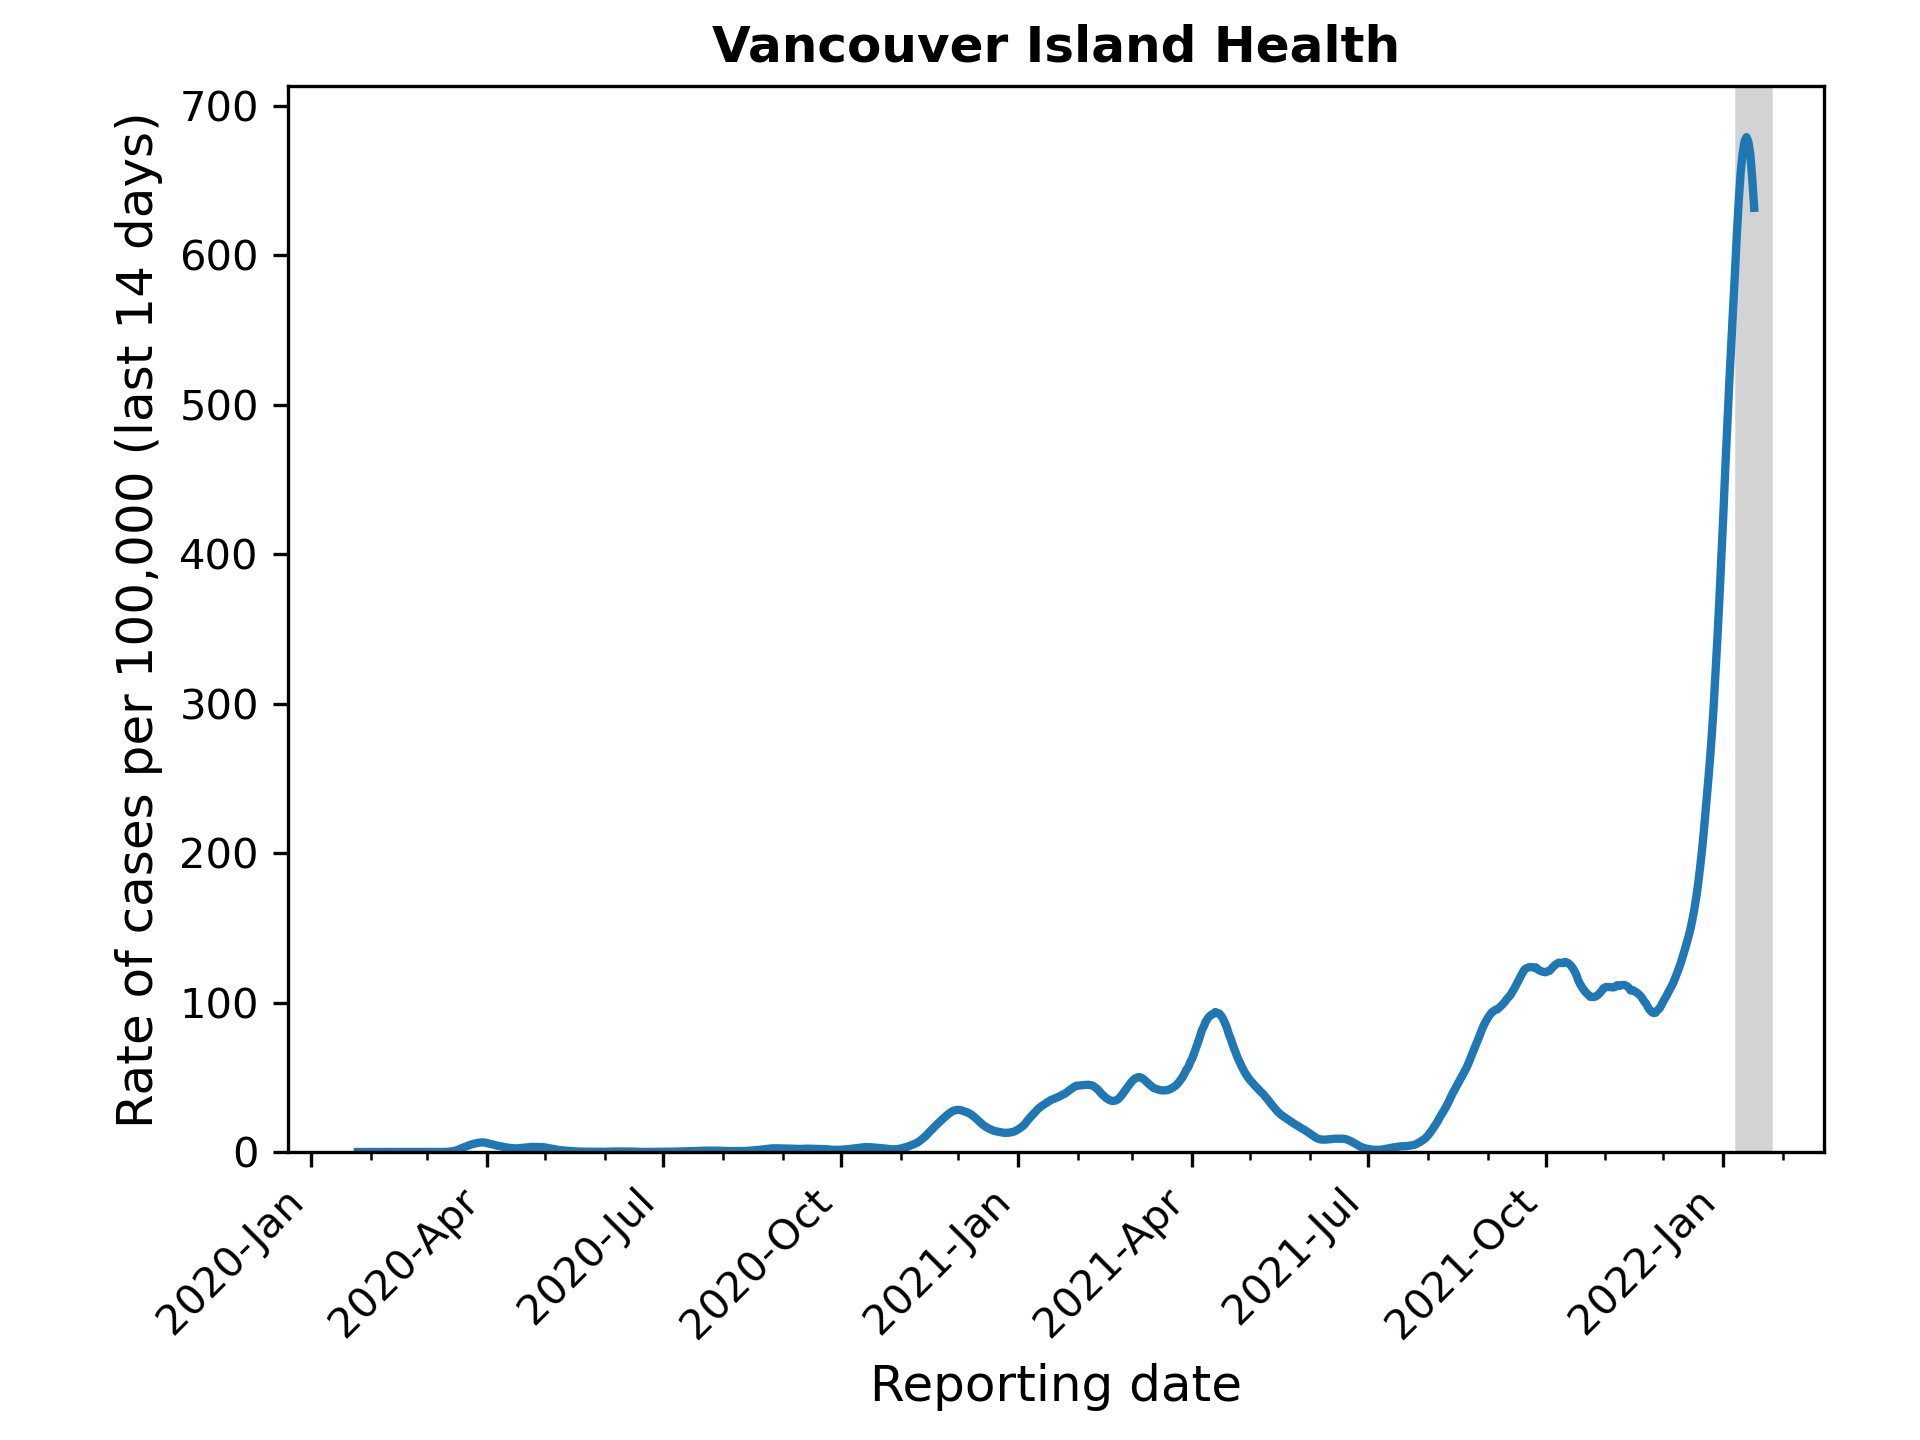 Vancouver Island Health
Rate of cases per 100,000 (last 14 days)
700
600
500
400
300
200
100
0
2020-Jan
2020-Apr
2020-Jul
2020-Oct
2021-Jan
2021-Apr
2021-Jul
2021-Oct
2022-Jan
Reporting date